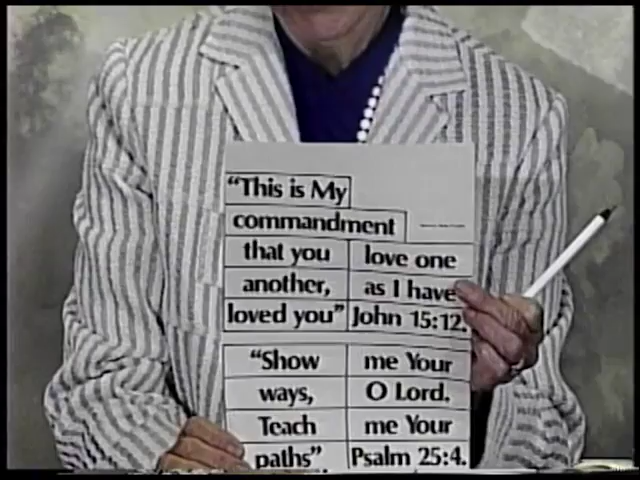 “This is My
commandment
that you love one
another, as I have
loved you” John 15:12.
“Show me Your
ways, O Lord.
Teach me Your
paths”. Psalm 25:4.